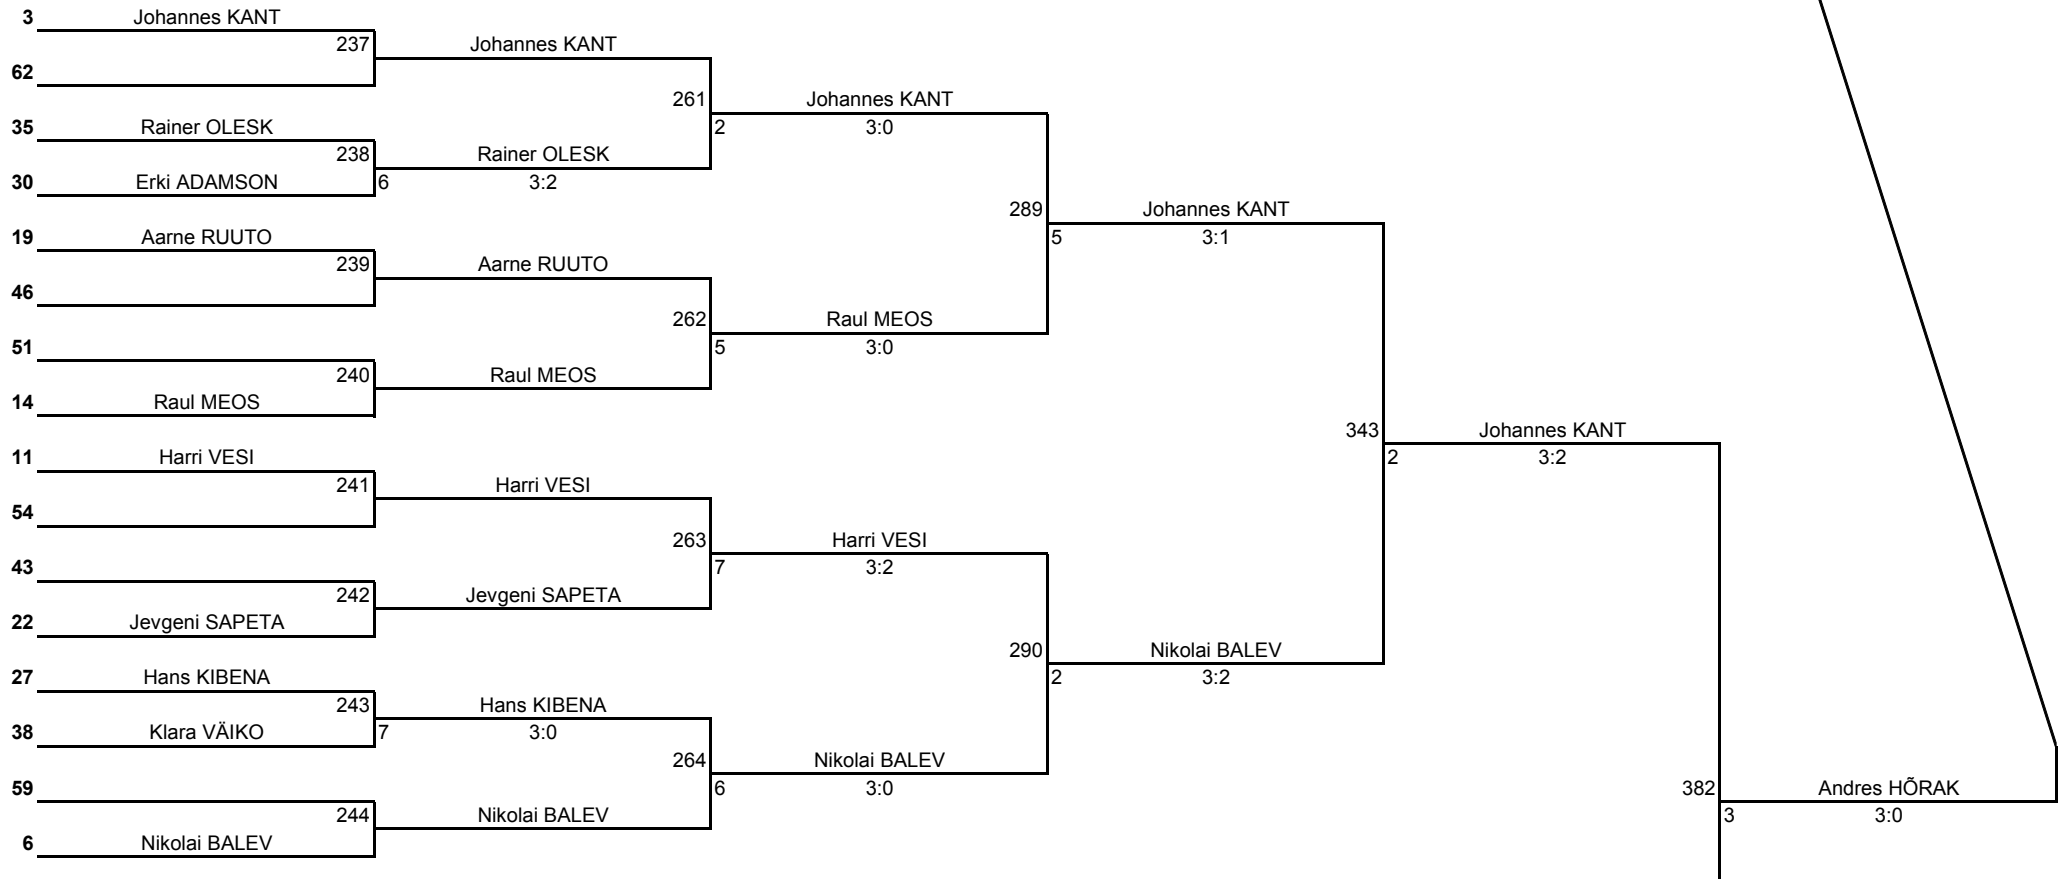 3 Johannes KANT
237 Johannes KANT
62
261 Johannes KANT
35 Rainer OLESK 2 3:0
238 Rainer OLESK
30 Erki ADAMSON 6 3:2
289 Johannes KANT
19 Aarne RUUTO 5 3:1
239 Aarne RUUTO
46
262 Raul MEOS
51 5 3:0
240 Raul MEOS
14 Raul MEOS
343 Johannes KANT
11 Harri VESI 2 3:2
241 Harri VESI
54
263 Harri VESI
43 7 3:2
242 Jevgeni SAPETA
22 Jevgeni SAPETA
290 Nikolai BALEV
27 Hans KIBENA 2 3:2
243 Hans KIBENA
38 Klara VÄIKO 7 3:0
264 Nikolai BALEV
59 6 3:0 382 Andres HÕRAK
244 Nikolai BALEV 3 3:0
6 Nikolai BALEV